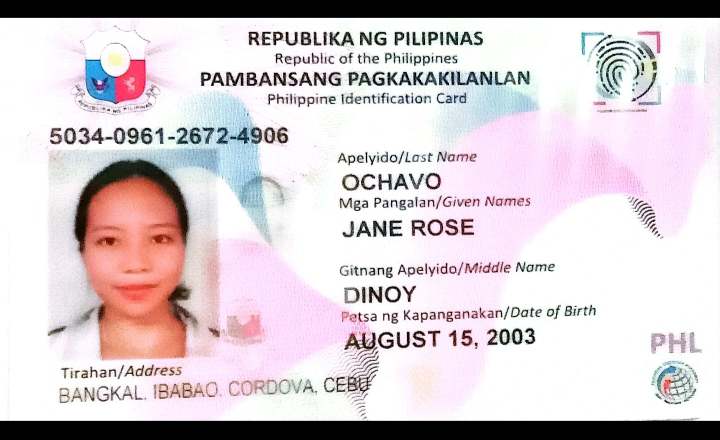 REPUBLIKA NG PILIPINAS
Republic of the Philippines
PAMBANSANG PAGKAKAKILANLAN
Philippine Identification Card
5034-0961-2672-4906
Apelyido/Last Name
OCHAVO
Mga Pangalan/Given Names
JANE ROSE
Gitnang Apelyido/Middle Name
DINOY
Petsa ng Kapanganakan/Date of Birth
AUGUST 15, 2003
PHL
Tirahan/Address
BANGKAL, IBABAO, CORDOVA, CEBU